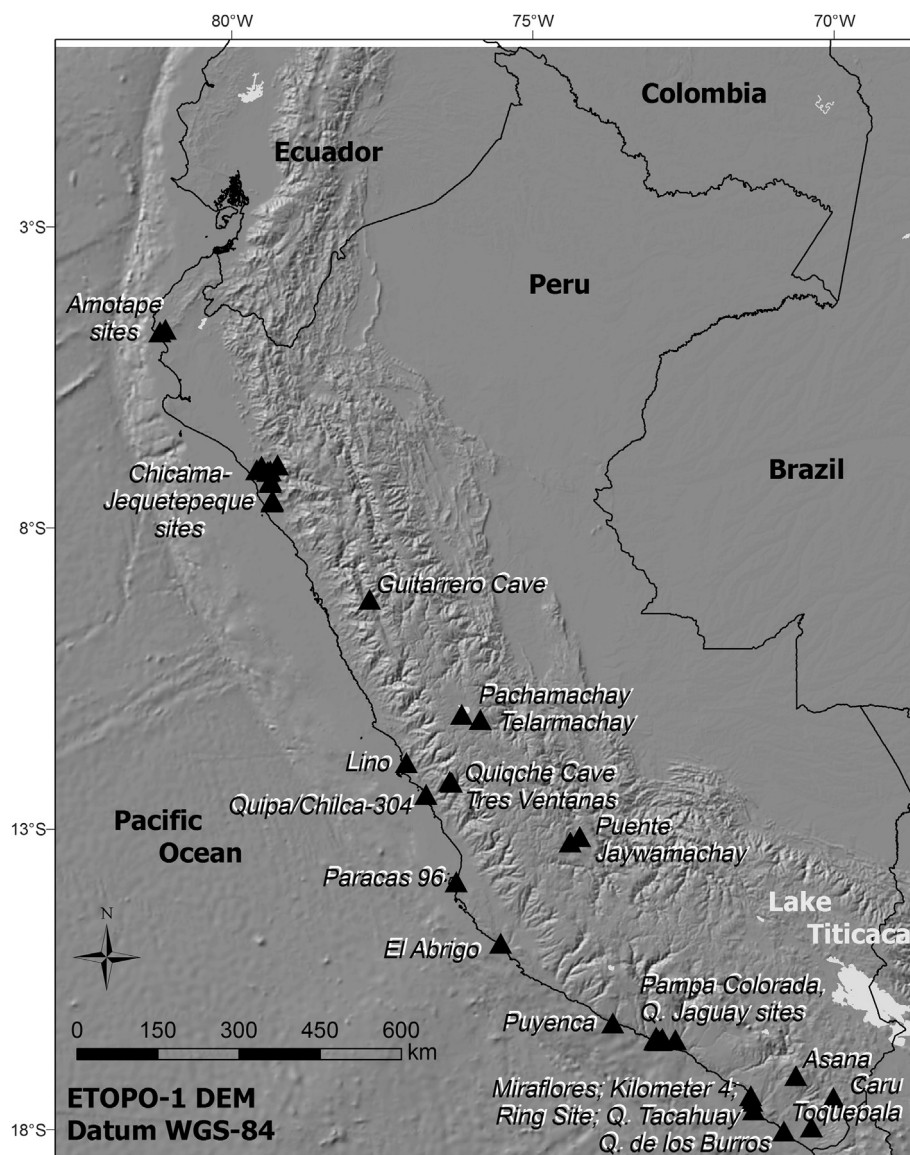 80°W
75°W
70°W
Colombia
Ecuador
3°S
Peru
Amotape
sites
Brazil
Chicama-
Jequetepeque
sites
8°S
Guitarrero Cave
Pachamachay
Telarmachay
Lino
Quiqche Cave
Tres Ventanas
Quipa/Chilca-304
Pacific
Ocean
13°S
Puente
Jaywamachay
Paracas 96
Lake
Titicaca
N
El Abrigo
Pampa Colorada,
Q. Jaguay sites
Puyenca
0 150 300 450 600
km
Asana
Caru
Miraflores; Kilometer 4;
Ring Site; Q. Tacahuay
Toquepala
Q. de los Burros
ETOPO-1 DEM
Datum WGS-84
18°S